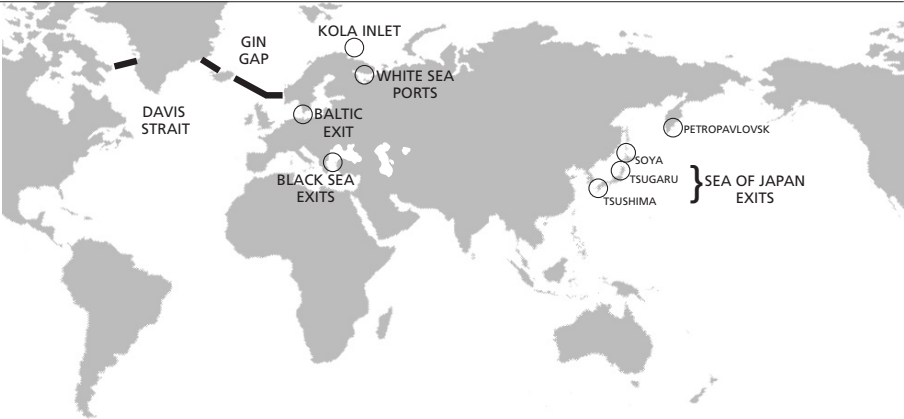 KOLA INLET
GIN
GAP
WHITE SEA
PORTS
DAVIS
STRAIT
BALTIC
EXIT
PETROPAVLOVSK
SOYA
TSUGARU
BLACK SEA
EXITS
}
SEA OF JAPAN
EXITS
TSUSHIMA